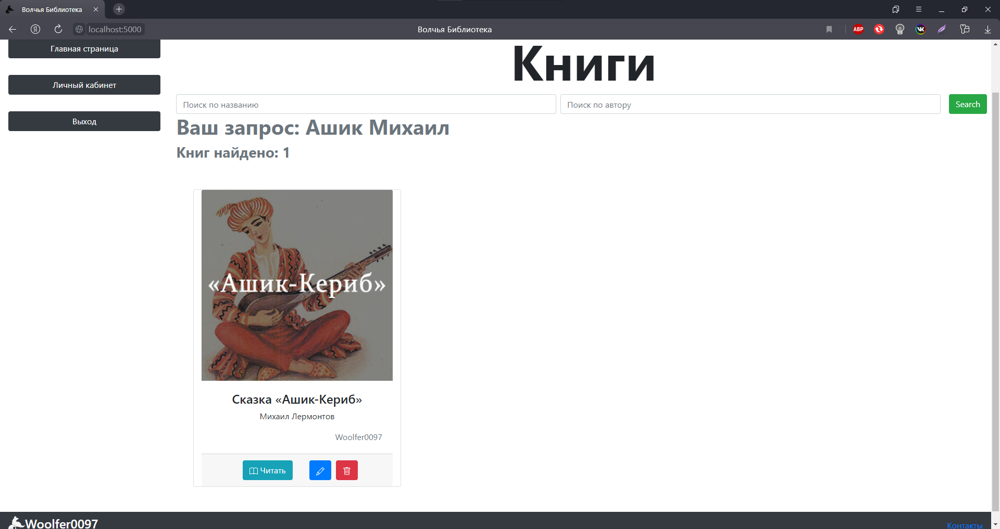 Волчья Библиотека
localhost:5000
Волчья Библиотека
ABP
Главная страница
Личный кабинет
Выход
Книги
Поиск по названию
Поиск по автору
Search
Ваш запрос: Ашик Михаил
Книг найдено: 1
«Ашик-Кериб»
Сказка «Ашик-Кериб»
Михаил Лермонтов
Woolfer0097
Читать
Woolfer0097
Контакты